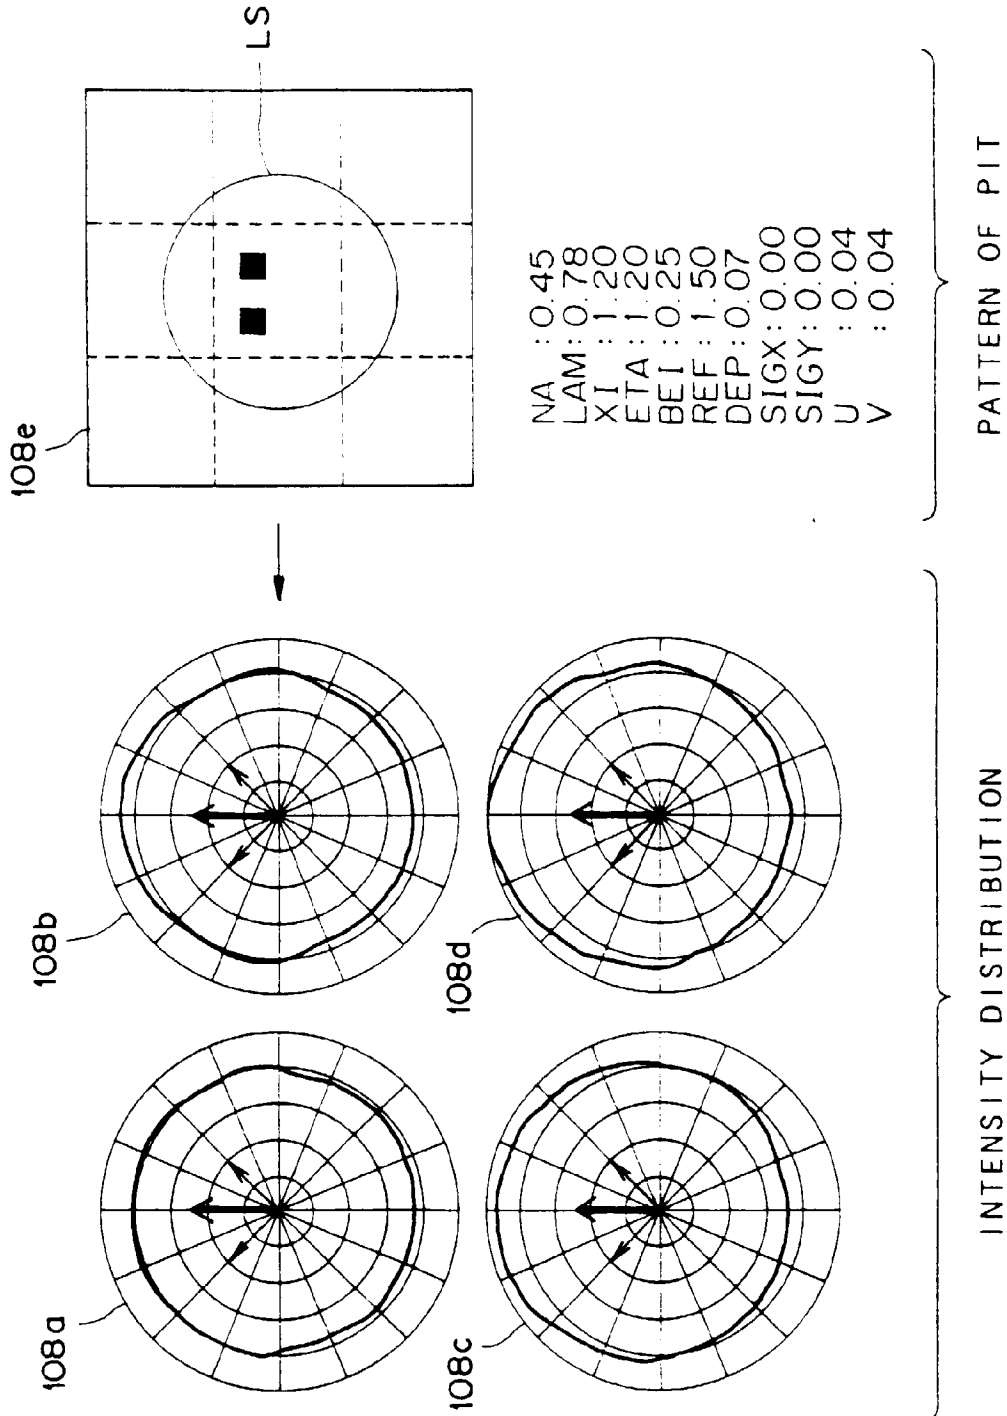 108a
108b
108c
108d
108e
LS
NA : 0.45
LAM : 0.78
XI : 1.20
ETA : 1.20
BEI : 0.25
REF : 1.50
DEP : 0.07
SIGX : 0.00
SIGY : 0.00
U : 0.04
V : 0.04
INTENSITY DISTRIBUTION
PATTERN OF PIT